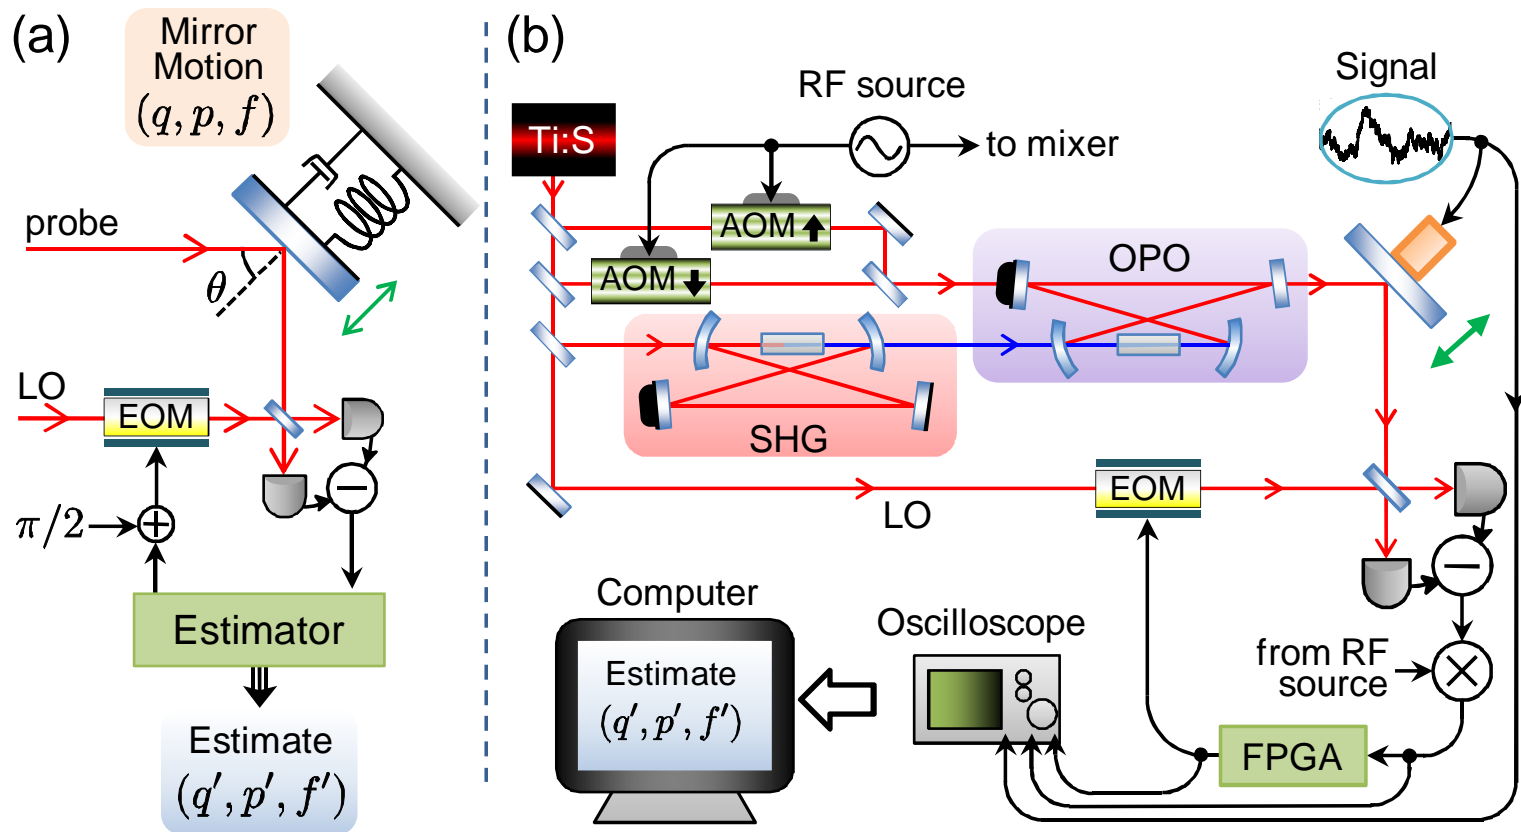 (a)
Mirror
Motion
(q, p, f)
probe
θ
LO
EOM
π/2
+
−
Estimator
Estimate
(q′, p′, f′)
(b)
RF source
Signal
Ti:S
to mixer
AOM
AOM
OPO
SHG
EOM
LO
−
Computer
Oscilloscope
Estimate
(q′, p′, f′)
from RF
source
×
FPGA